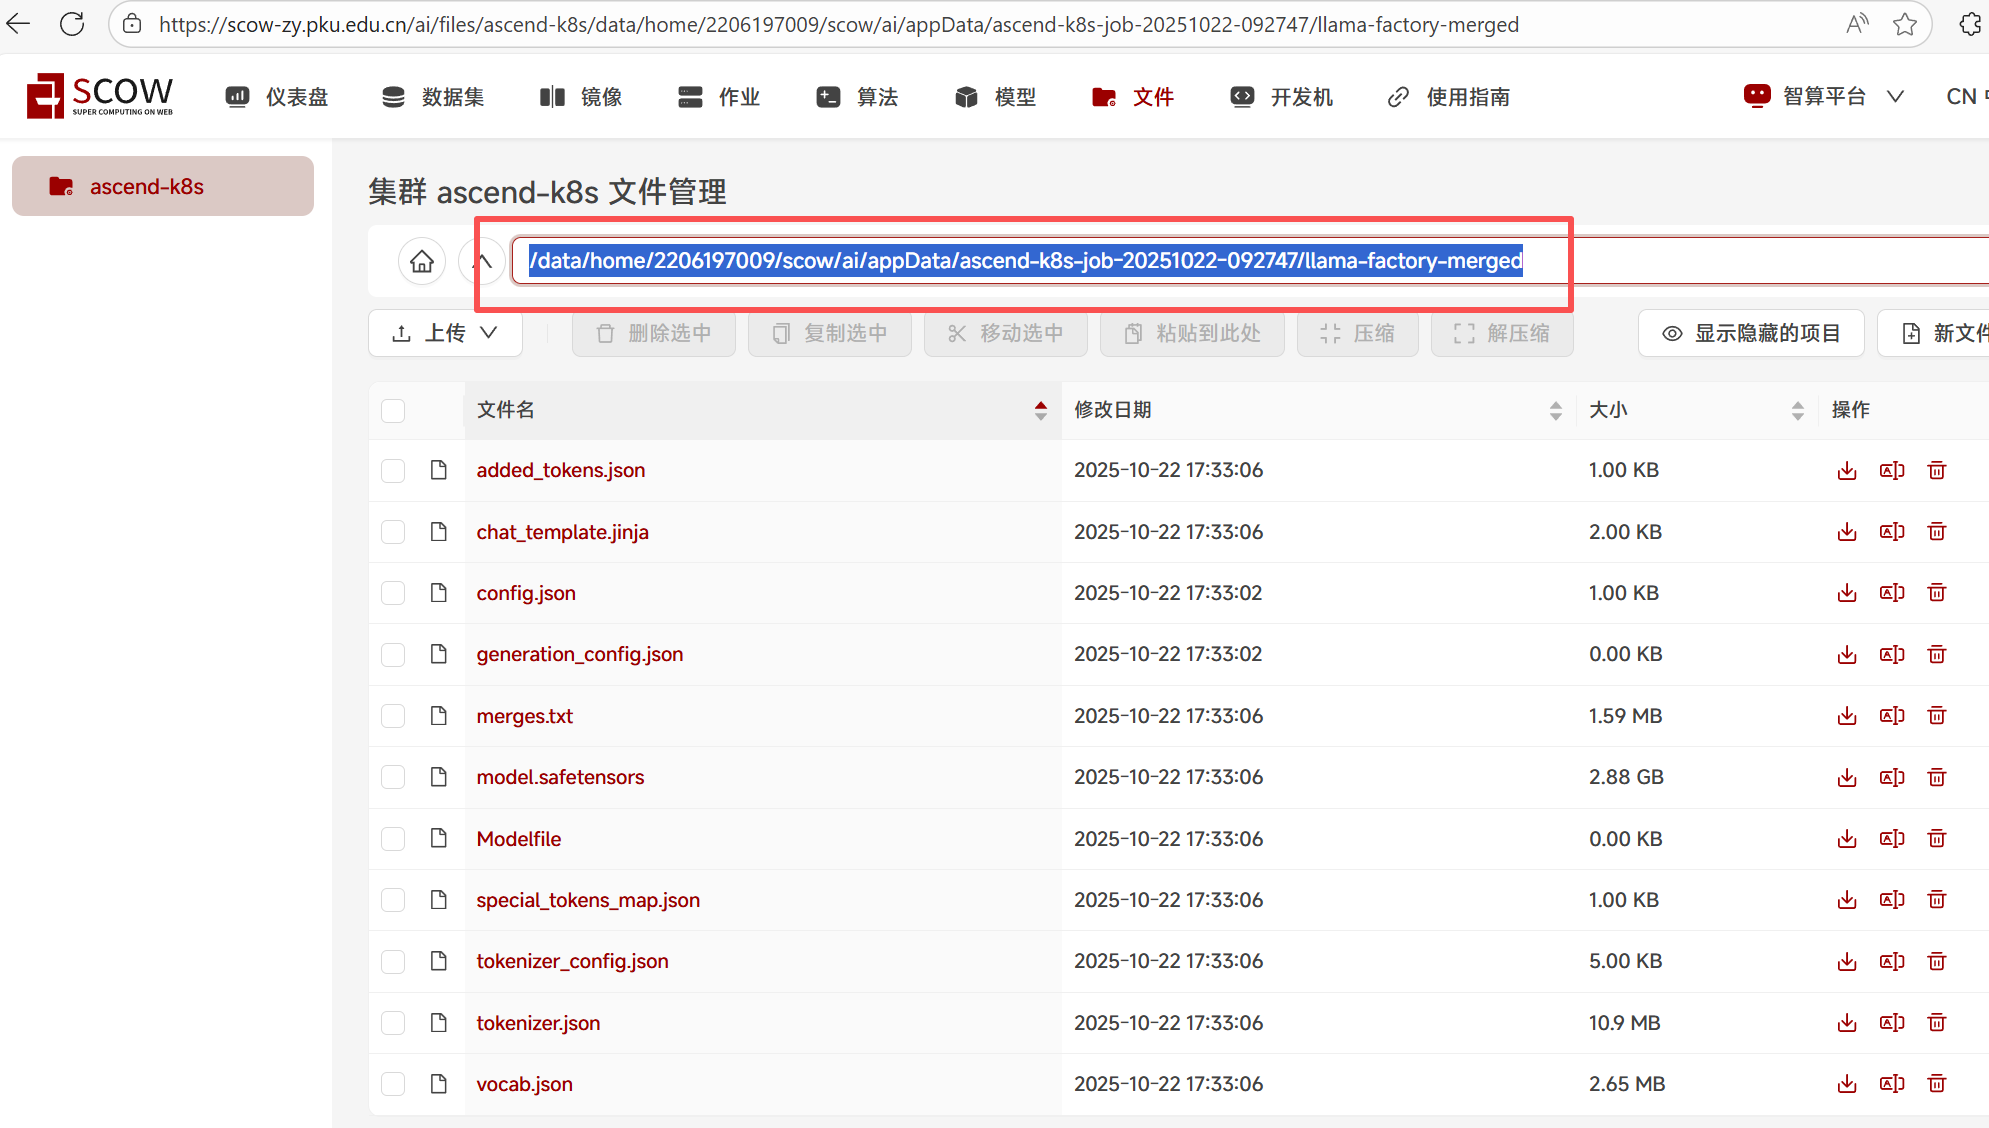 https://scow-zy.pku.edu.cn/ai/files/ascend-k8s/data/home/2206197009/scow/ai/appData/ascend-k8s-job-20251022-092747/llama-factory-merged
SCOW
SUPER COMPUTING ON WEB
仪表盘
数据集
镜像
作业
算法
模型
文件
开发机
使用指南
智算平台
CN
ascend-k8s
集群 ascend-k8s 文件管理
/data/home/2206197009/scow/ai/appData/ascend-k8s-job-20251022-092747/llama-factory-merged
上传
删除选中
复制选中
移动选中
粘贴到此处
压缩
解压缩
显示隐藏的项目
新文件
文件名 修改日期 大小 操作
added_tokens.json 2025-10-22 17:33:06 1.00 KB
chat_template.jinja 2025-10-22 17:33:06 2.00 KB
config.json 2025-10-22 17:33:02 1.00 KB
generation_config.json 2025-10-22 17:33:02 0.00 KB
merges.txt 2025-10-22 17:33:06 1.59 MB
model.safetensors 2025-10-22 17:33:06 2.88 GB
Modelfile 2025-10-22 17:33:06 0.00 KB
special_tokens_map.json 2025-10-22 17:33:06 1.00 KB
tokenizer_config.json 2025-10-22 17:33:06 5.00 KB
tokenizer.json 2025-10-22 17:33:06 10.9 MB
vocab.json 2025-10-22 17:33:06 2.65 MB